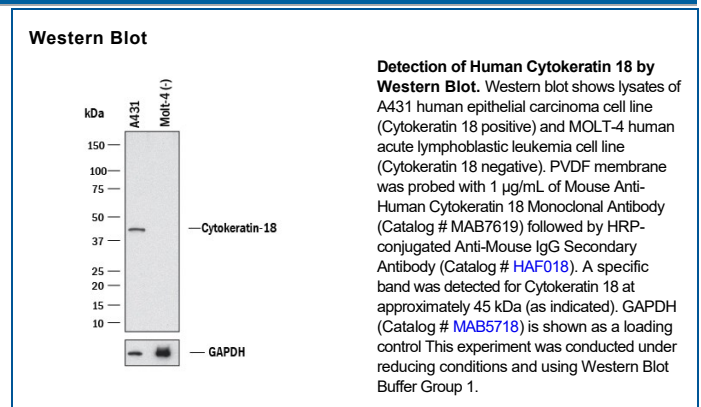 Western Blot
kDa
A431
Molt-4 (-)
150
100
75
50
37
25
20
15
10
Cytokeratin-18
GAPDH
Detection of Human Cytokeratin 18 by
Western Blot. Western blot shows lysates of
A431 human epithelial carcinoma cell line
(Cytokeratin 18 positive) and MOLT-4 human
acute lymphoblastic leukemia cell line
(Cytokeratin 18 negative). PVDF membrane
was probed with 1 µg/mL of Mouse Anti-
Human Cytokeratin 18 Monoclonal Antibody
(Catalog # MAB7619) followed by HRP-
conjugated Anti-Mouse IgG Secondary
Antibody (Catalog # HAF018). A specific
band was detected for Cytokeratin 18 at
approximately 45 kDa (as indicated). GAPDH
(Catalog # MAB5718) is shown as a loading
control This experiment was conducted under
reducing conditions and using Western Blot
Buffer Group 1.